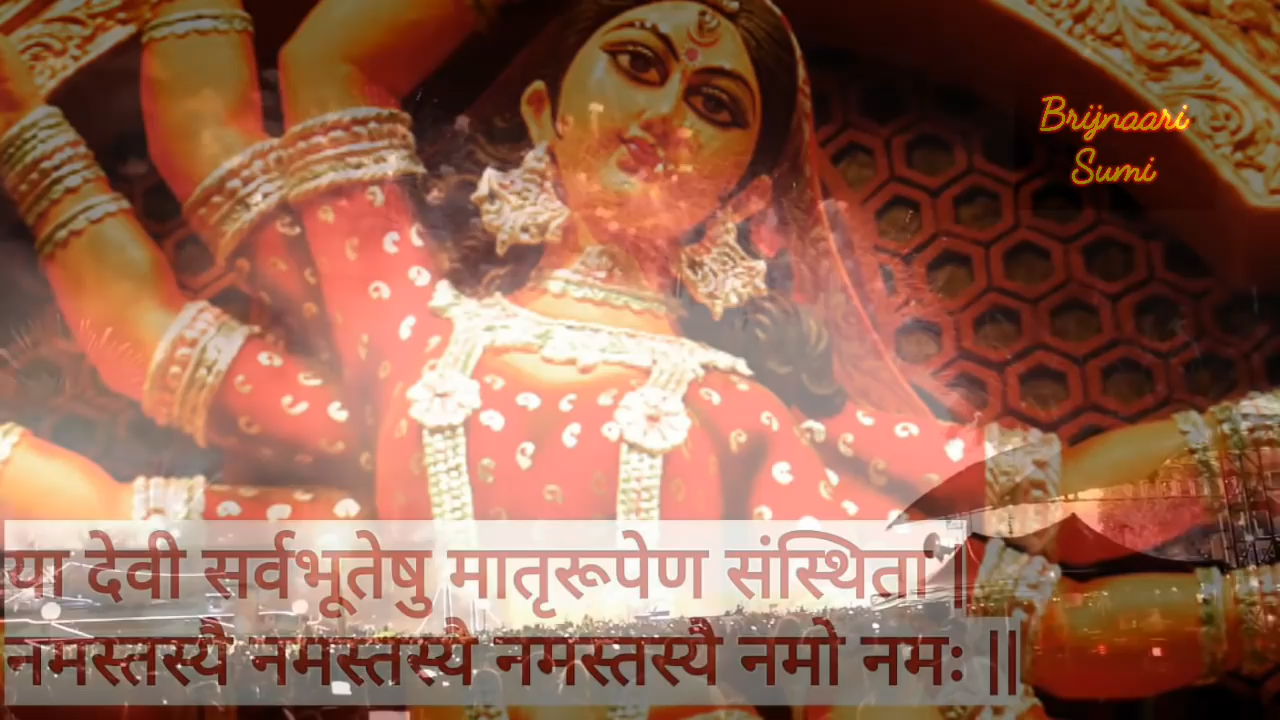 Brijnaari
Sumi
या देवी सर्वभूतेषु मातृरूपेण संस्थिता |
नमस्तस्यै नमस्तस्यै नमस्तस्यै नमो नमः ||